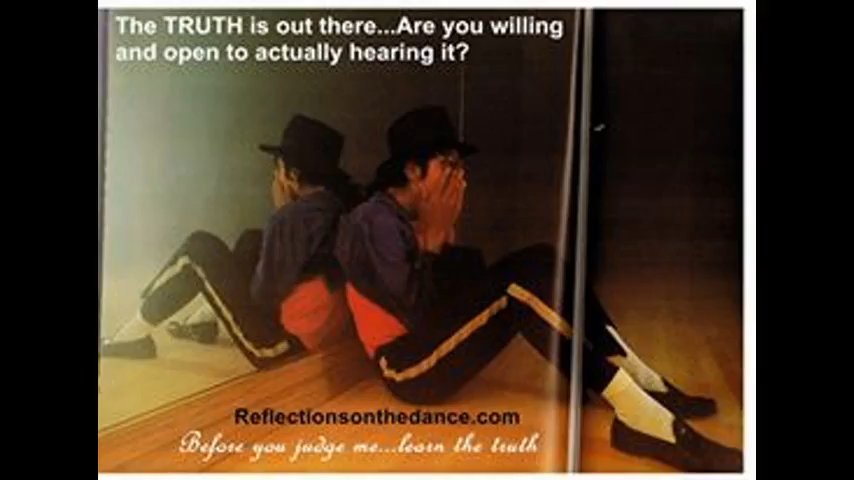 The TRUTH is out there...Are you willing
and open to actually hearing it?
Reflectionsonthedance.com
Before you judge me...learn the truth